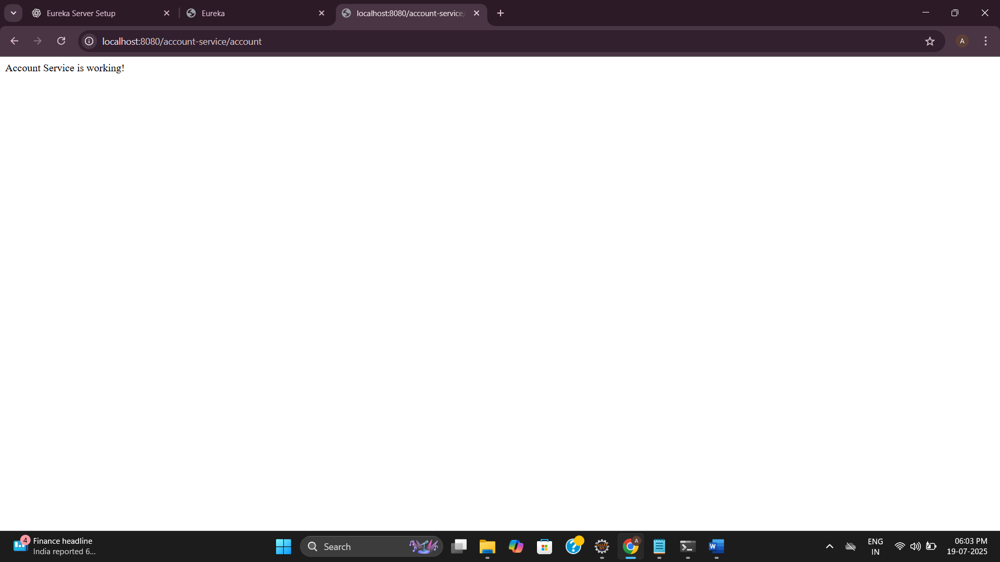 Eureka Server Setup
Eureka
localhost:8080/account-service/
localhost:8080/account-service/account
A
Account Service is working!
4
Finance headline
India reported 6...
Search
A
ENG
IN
06:03 PM
19-07-2025